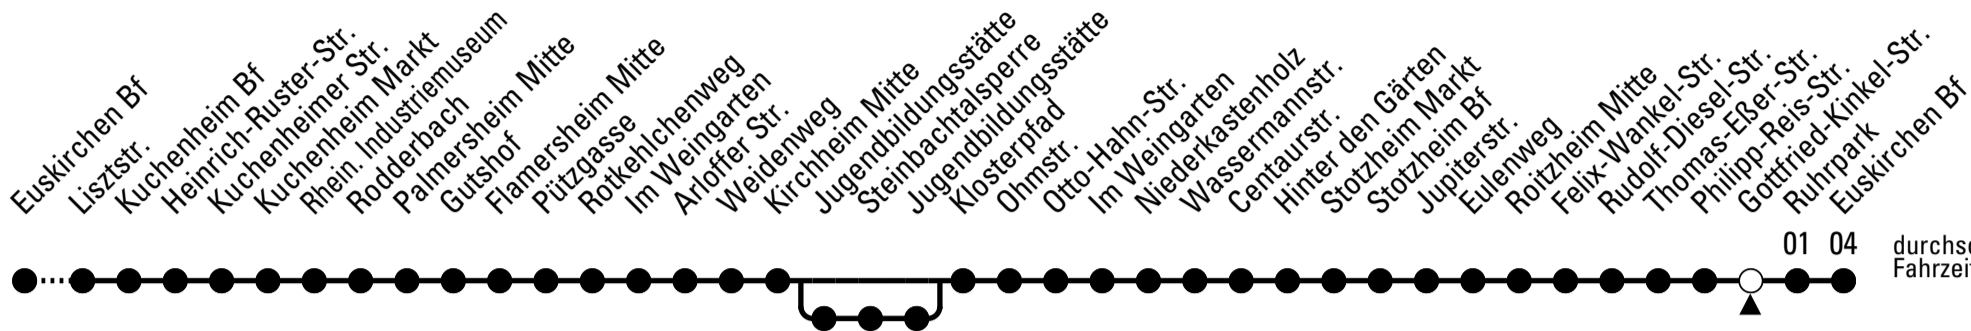 Euskirchen Bf
Lisztstr.
Kuchenheim Bf
Heinrich-Ruster-Str.
Kuchenheimer Str.
Kuchenheim Markt
Rhein. Industriemuseum
Rodderbach
Palmersheim Mitte
Gutshof
Flamersheim Mitte
Pützgasse
Rotkehlchenweg
Im Weingarten
Arloffer Str.
Weidenweg
Kirchheim Mitte
Jugendbildungsstätte
Steinbachtalsperre
Jugendbildungsstätte
Klosterpfad
Ohmstr.
Otto-Hahn-Str.
Im Weingarten
Niederkastenholz
Wassermannstr.
Centaurstr.
Hinter den Gärten
Stotzheim Markt
Stotzheim Bf
Jupiterstr.
Eulenweg
Roitzheim Mitte
Felix-Wankel-Str.
Rudolf-Diesel-Str.
Thomas-Eßer-Str.
Philipp-Reis-Str.
Gottfried-Kinkel-Str.
Ruhrpark
Euskirchen Bf
01 04